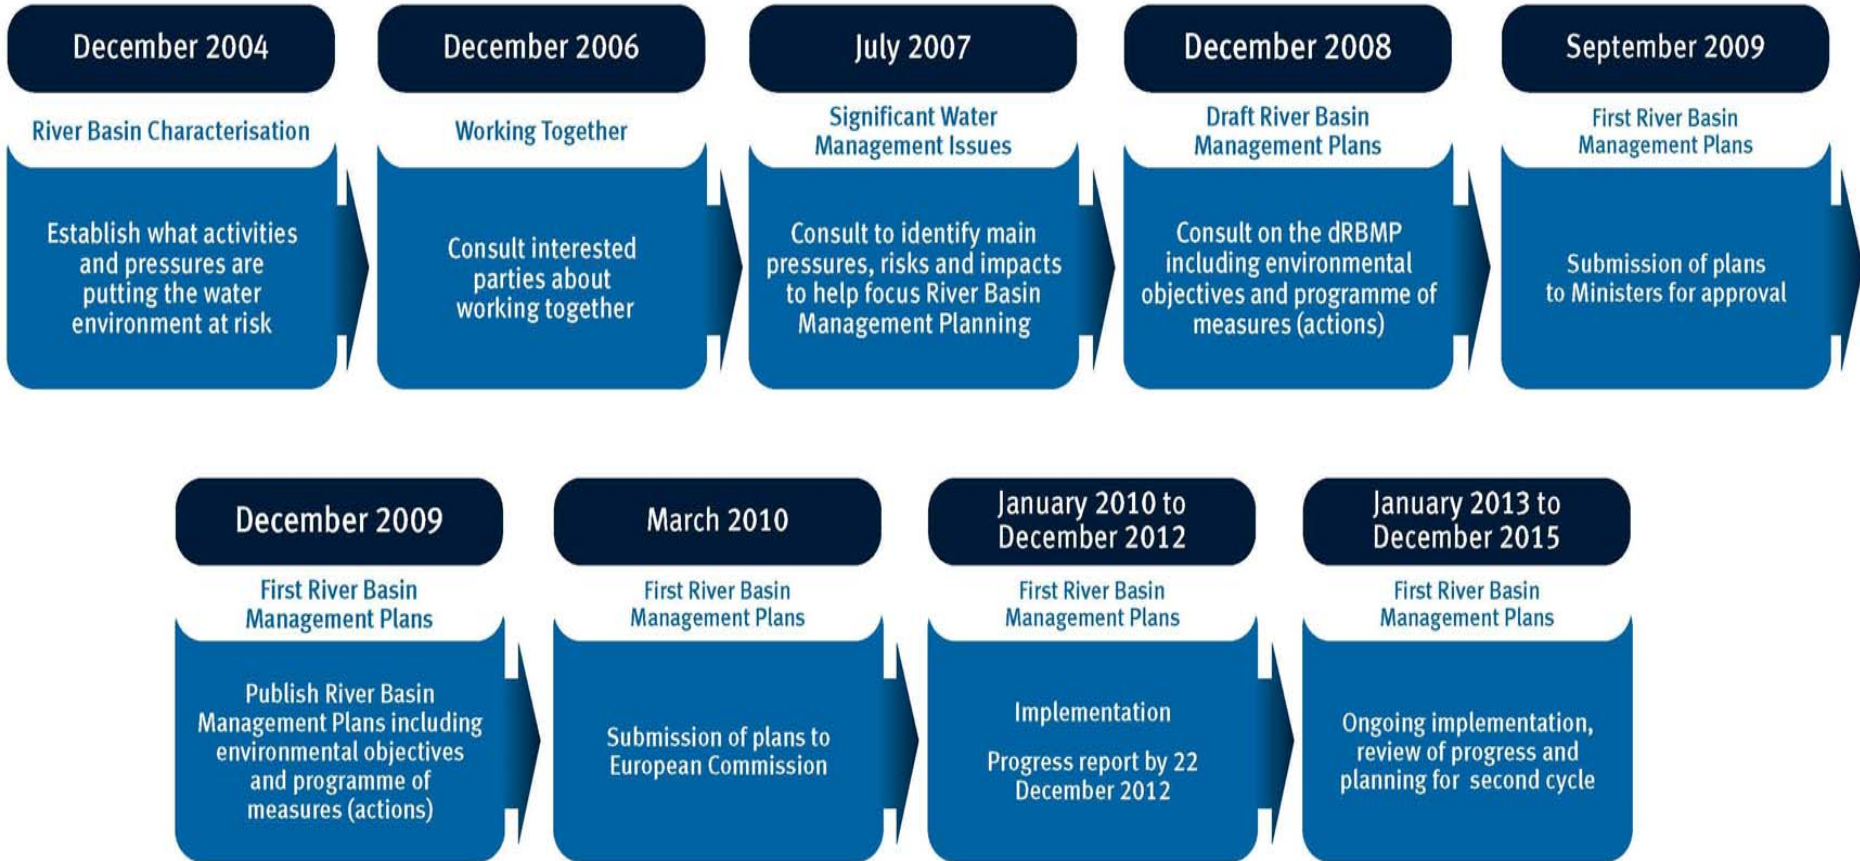 December 2004
River Basin Characterisation
Establish what activities
and pressures are
putting the water
environment at risk
December 2006
Working Together
Consult interested
parties about
working together
July 2007
Significant Water
Management Issues
Consult to identify main
pressures, risks and impacts
to help focus River Basin
Management Planning
December 2008
Draft River Basin
Management Plans
Consult on the dRBMP
including environmental
objectives and programme of
measures (actions)
September 2009
First River Basin
Management Plans
Submission of plans
to Ministers for approval
December 2009
First River Basin
Management Plans
Publish River Basin
Management Plans including
environmental objectives
and programme of
measures (actions)
March 2010
First River Basin
Management Plans
Submission of plans to
European Commission
January 2010 to
December 2012
First River Basin
Management Plans
Implementation
Progress report by 22
December 2012
January 2013 to
December 2015
First River Basin
Management Plans
Ongoing implementation,
review of progress and
planning for second cycle